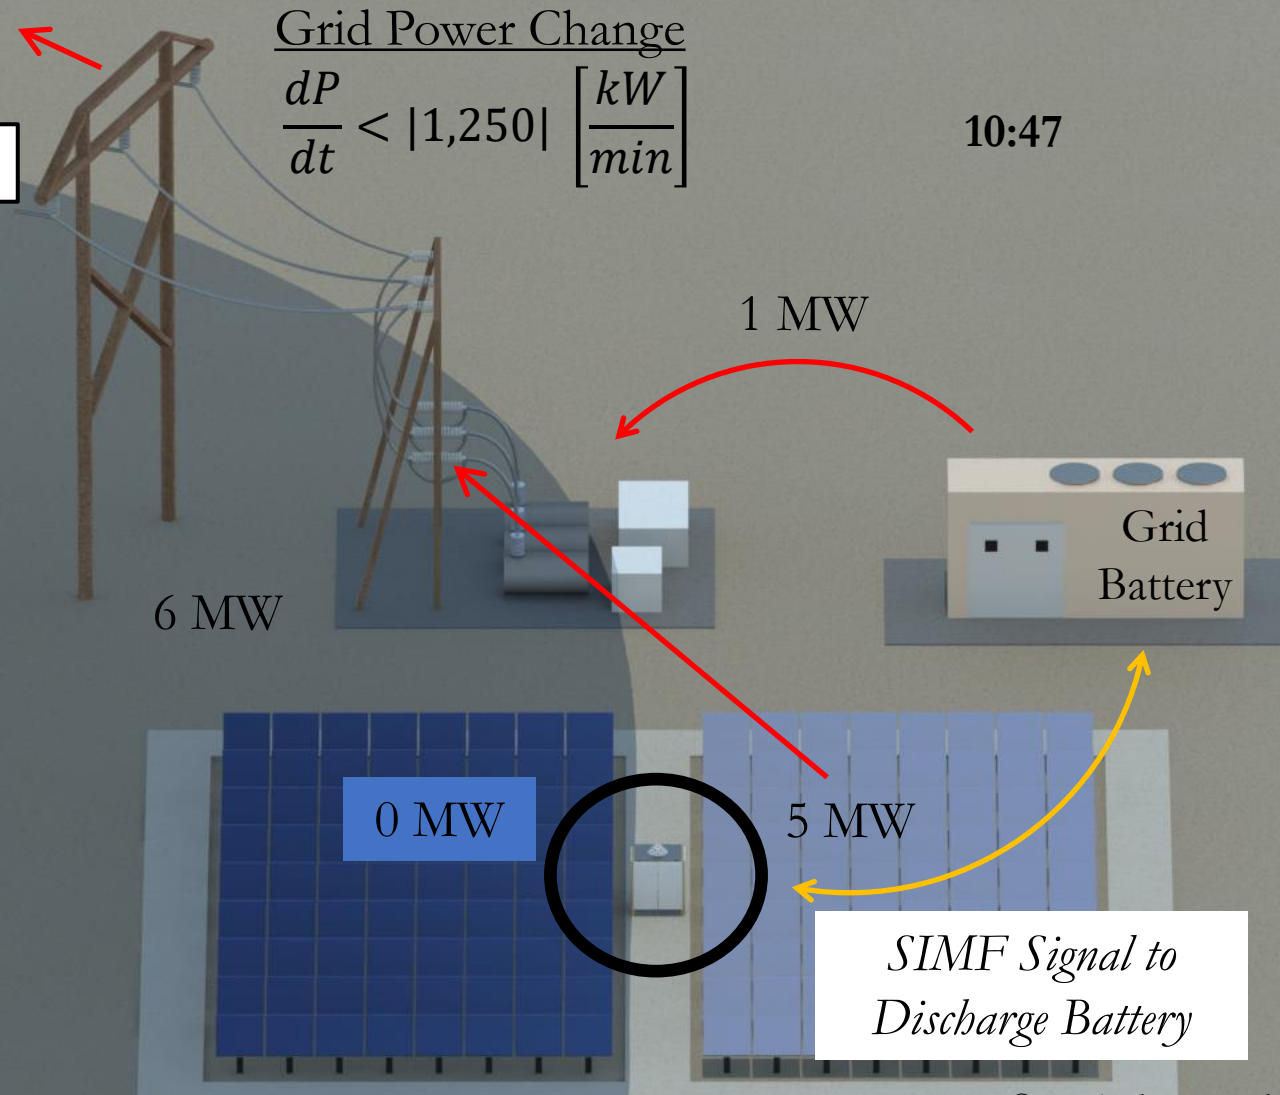 Grid Power Change
dP/dt < |1,250| [kW/min]
10:47
1 MW
Grid
Battery
6 MW
0 MW
5 MW
SIMF Signal to
Discharge Battery